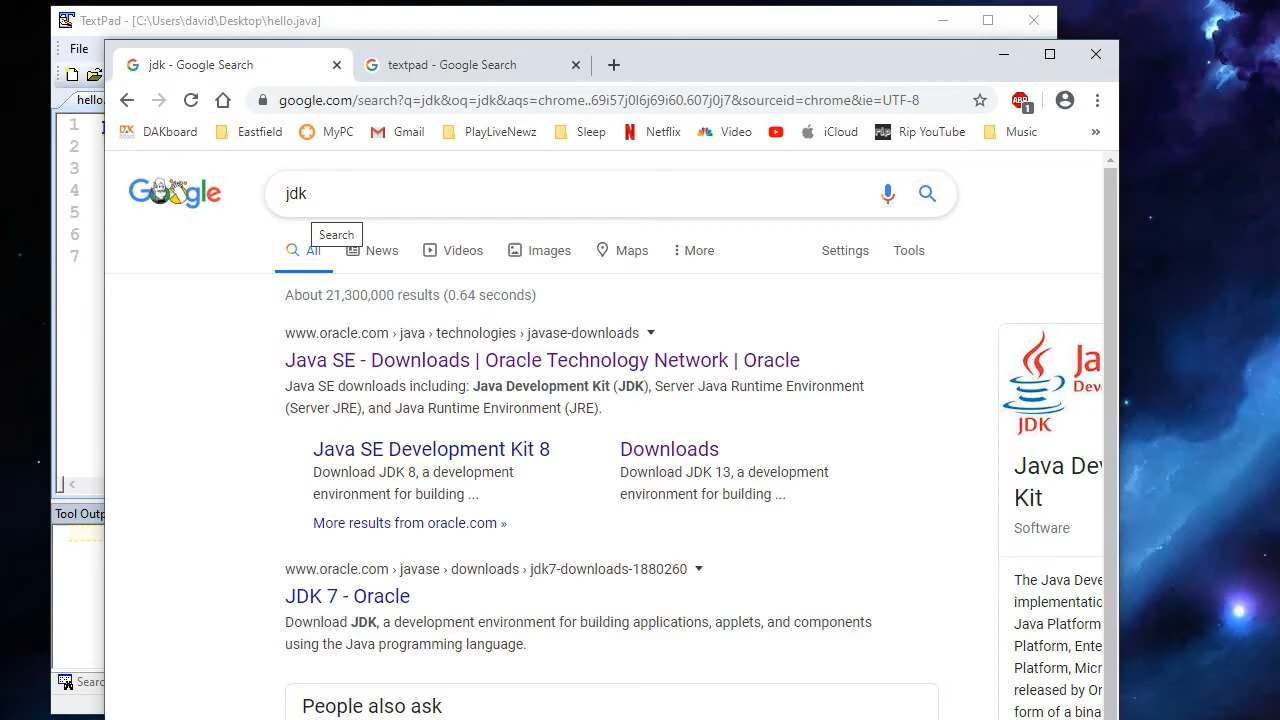 TextPad - [C:\Users\david\Desktop\hello.java]
File
jdk - Google Search
textpad - Google Search
hello.
google.com/search?q=jdk&oq=jdk&aqs=chrome..69i57j0l6j69i60.607j0j7&sourceid=chrome&ie=UTF-8
ABP
1
DAKboard
Eastfield
MyPC
Gmail
PlayLiveNewz
Sleep
Netflix
Video
iCloud
Rip YouTube
Music
»
1
2
3
4
5
6
7
Google
jdk
Search
All
News
Videos
Images
Maps
More
Settings
Tools
About 21,300,000 results (0.64 seconds)
www.oracle.com › java › technologies › javase-downloads
Java SE - Downloads | Oracle Technology Network | Oracle
Java SE downloads including: Java Development Kit (JDK), Server Java Runtime Environment
(Server JRE), and Java Runtime Environment (JRE).
Java SE Development Kit 8
Download JDK 8, a development
environment for building ...
Downloads
Download JDK 13, a development
environment for building ...
More results from oracle.com »
www.oracle.com › javase › downloads › jdk7-downloads-1880260
JDK 7 - Oracle
Download JDK, a development environment for building applications, applets, and components
using the Java programming language.
People also ask
Ja
Dev
JDK
Java De
Kit
Software
The Java Deve
implementatic
Java Platform
Platform, Ente
Platform, Micr
released by Or
form of a bina
Tool Outp
Searc